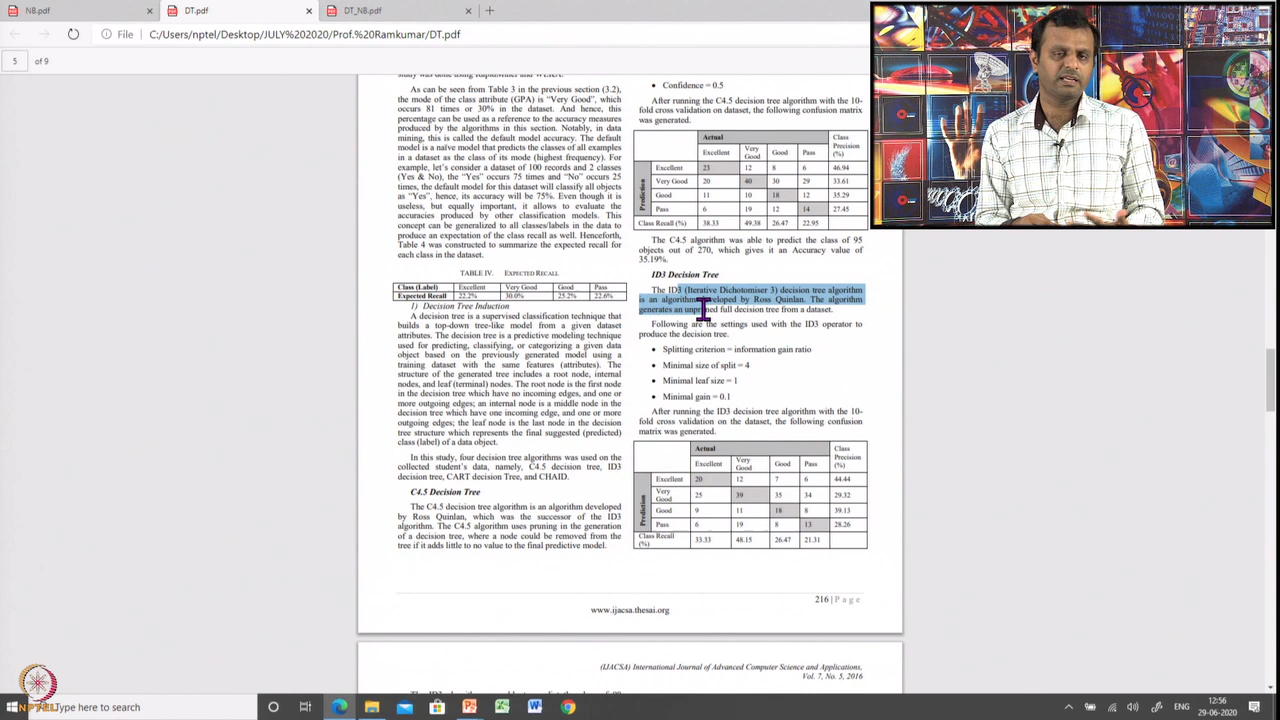 NB.pdf
DT.pdf
DT_NB.pdf
File
C:/Users/nptel/Desktop/JULY%202020/Prof.%20Ramkumar/DT.pdf
5
As can be seen from Table 3 in the previous section (3.2),
the mode of the class attribute (GPA) is “Very Good”, which
occurs 81 times or 30% in the dataset. And hence, this
percentage can be used as a reference to the accuracy measures
produced by the algorithms in this section. Notably, in data
mining, this is called the default model accuracy. The default
model is a naïve model that predicts the classes of all examples
in a dataset as the class of its mode (highest frequency). For
example, let’s consider a dataset of 100 records and 2 classes
(Yes & No), the “Yes” occurs 75 times and “No” occurs 25
times, the default model for this dataset will classify all objects
as “Yes”, hence, its accuracy will be 75%. Even though it is
useless, but equally important, it allows to evaluate the
accuracies produced by other classification models. This
concept can be generalized to all classes/labels in the data to
produce an expectation of the class recall as well. Henceforth,
Table 4 was constructed to summarize the expected recall for
each class in the dataset.
TABLE IV. EXPECTED RECALL
Class (Label) Excellent Very Good Good Pass
Expected Recall 22.2% 30.0% 25.2% 22.6%
1) Decision Tree Induction
A decision tree is a supervised classification technique that
builds a top-down tree-like model from a given dataset
attributes. The decision tree is a predictive modeling technique
used for predicting, classifying, or categorizing a given data
object based on the previously generated model using a
training dataset with the same features (attributes). The
structure of the generated tree includes a root node, internal
nodes, and leaf (terminal) nodes. The root node is the first node
in the decision tree which have no incoming edges, and one or
more outgoing edges; an internal node is a middle node in the
decision tree which have one incoming edge, and one or more
outgoing edges; the leaf node is the last node in the decision
tree structure which represents the final suggested (predicted)
class (label) of a data object.
In this study, four decision tree algorithms was used on the
collected student’s data, namely, C4.5 decision tree, ID3
decision tree, CART decision Tree, and CHAID.
C4.5 Decision Tree
The C4.5 decision tree algorithm is an algorithm developed
by Ross Quinlan, which was the successor of the ID3
algorithm. The C4.5 algorithm uses pruning in the generation
of a decision tree, where a node could be removed from the
tree if it adds little to no value to the final predictive model.
• Confidence = 0.5
After running the C4.5 decision tree algorithm with the 10-
fold cross validation on dataset, the following confusion matrix
was generated.
Actual
Excellent Very Good Good Pass Class Precision (%)
Prediction
Excellent 23 12 8 6 46.94
Very Good 20 40 30 29 33.61
Good 11 10 18 12 35.29
Pass 6 19 12 14 27.45
Class Recall (%) 38.33 49.38 26.47 22.95
The C4.5 algorithm was able to predict the class of 95
objects out of 270, which gives it an Accuracy value of
35.19%.
ID3 Decision Tree
The ID3 (Iterative Dichotomiser 3) decision tree algorithm
is an algorithm developed by Ross Quinlan. The algorithm
generates an unpruned full decision tree from a dataset.
Following are the settings used with the ID3 operator to
produce the decision tree.
• Splitting criterion = information gain ratio
• Minimal size of split = 4
• Minimal leaf size = 1
• Minimal gain = 0.1
After running the ID3 decision tree algorithm with the 10-
fold cross validation on the dataset, the following confusion
matrix was generated.
Actual
Excellent Very Good Good Pass Class Precision (%)
Prediction
Excellent 20 12 7 6 44.44
Very Good 25 39 35 34 29.32
Good 9 11 18 8 39.13
Pass 6 19 8 13 28.26
Class Recall (%) 33.33 48.15 26.47 21.31
216 | Page
www.ijacsa.thesai.org
(IJACSA) International Journal of Advanced Computer Science and Applications,
Vol. 7, No. 5, 2016
NPTEL
Type here to search
ENG
12:56
29-06-2020